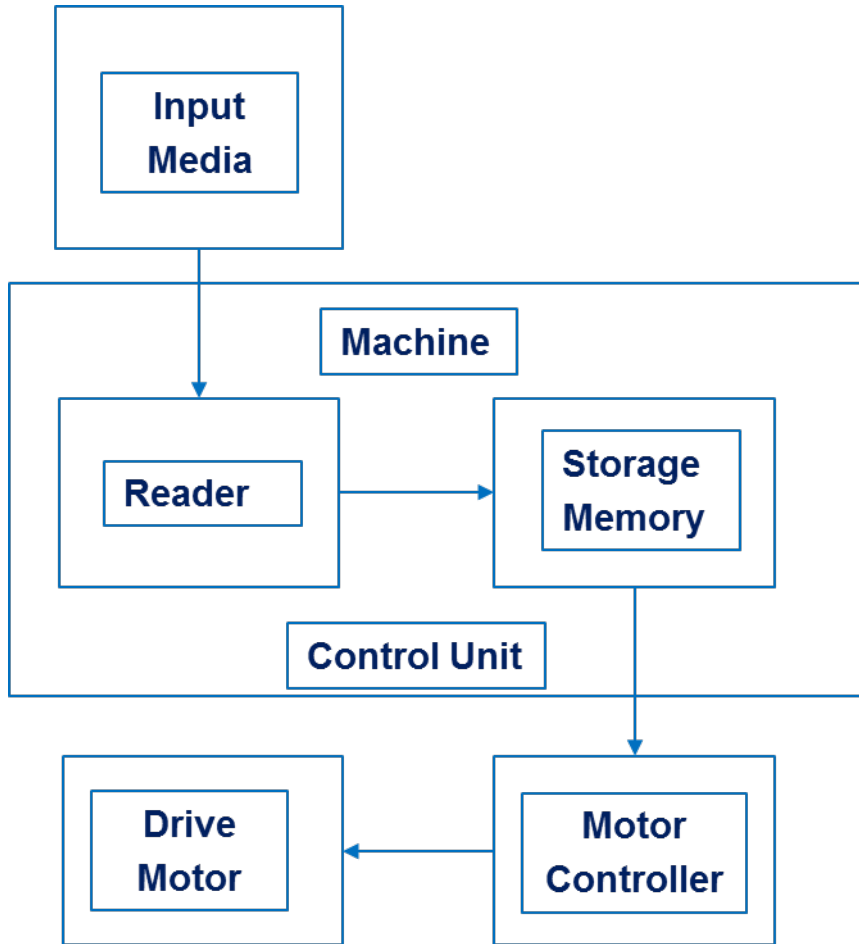 Input
Media
Machine
Reader
Storage
Memory
Control Unit
Drive
Motor
Motor
Controller